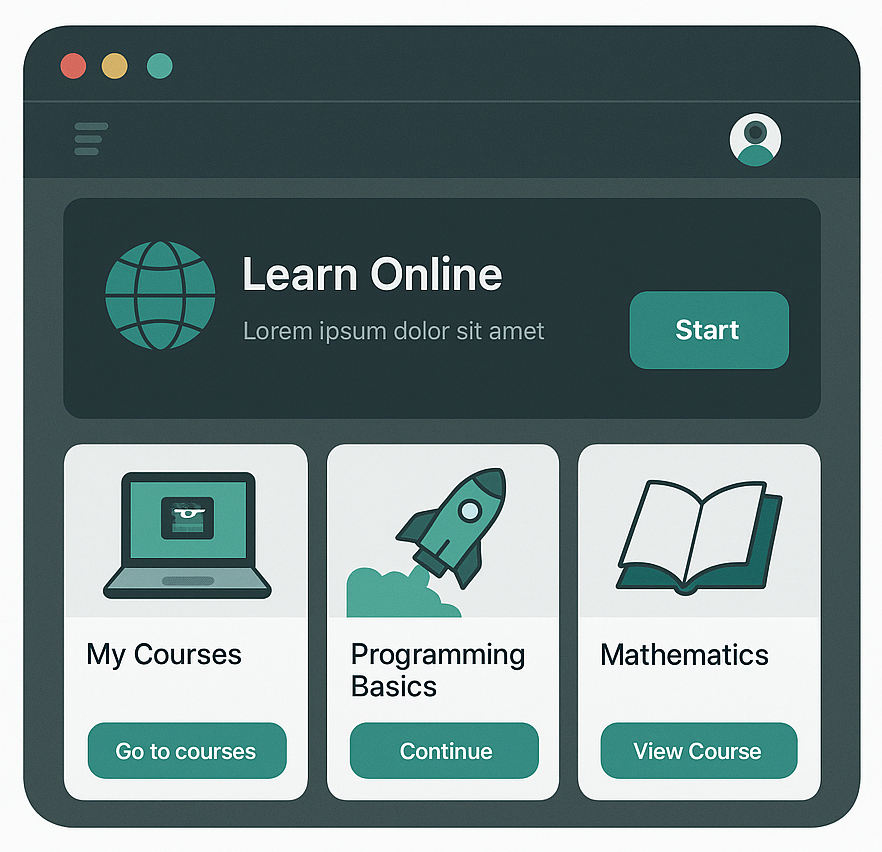 Learn Online
Lorem ipsum dolor sit amet
Start
My Courses
Programming
Basics
Mathematics
Go to courses
Continue
View Course